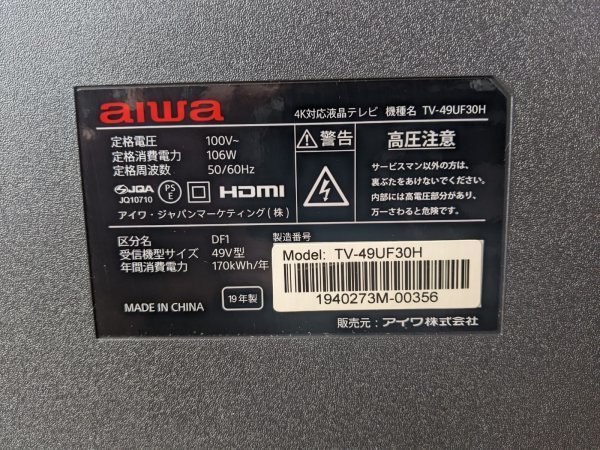 aiwa
4K対応液晶テレビ 機種名 TV-49UF30H
定格電圧 100V~
定格消費電力 106W
定格周波数 50/60Hz
JQA
JQ10710
PS
E
HDMI
アイワ・ジャパンマーケティング(株)
警告
高圧注意
サービスマン以外の方は、
裏ぶたをあけないでください。
内部には高電圧部分があり、
万一さわると危険です。
区分名 DF1
受信機型サイズ 49V型
年間消費電力 170kWh/年
製造番号
Model: TV-49UF30H
1940273M-00356
MADE IN CHINA
19年製
販売元:アイワ株式会社